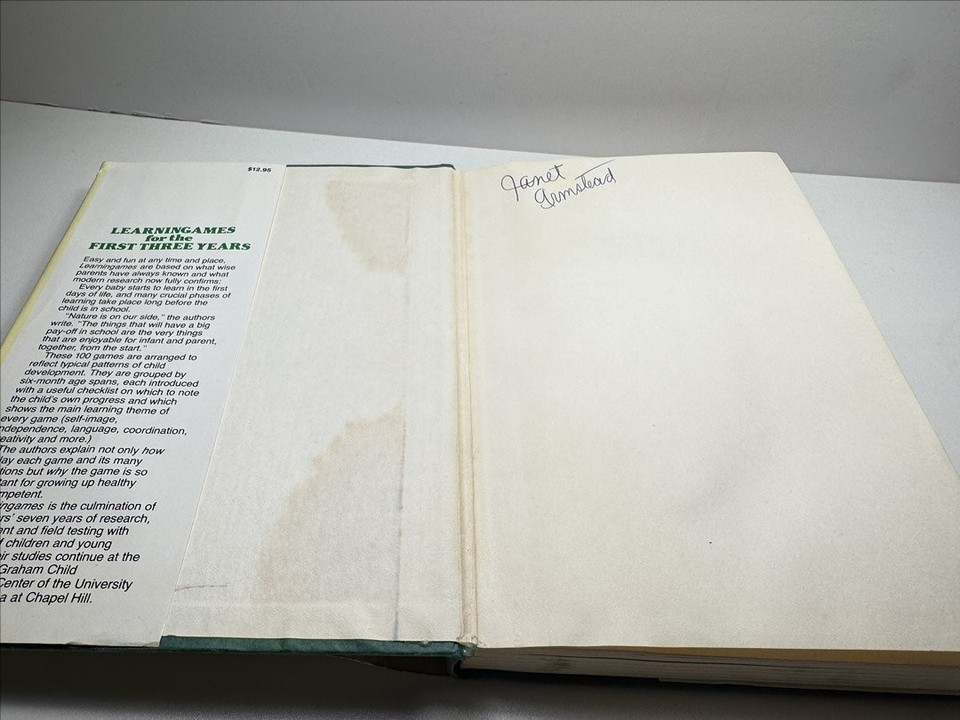 $12.95
LEARNINGAMES
for the
FIRST THREE YEARS
Easy and fun at any time and place,
Learningames are based on what wise
parents have always known and what
modern research now fully confirms:
Every baby starts to learn in the first
days of life, and many crucial phases of
learning take place long before the
child is in school.
"Nature is on our side," the authors
write. "The things that will have a big
pay-off in school are the very things
that are enjoyable for infant and parent,
together, from the start."
These 100 games are arranged to
reflect typical patterns of child
development. They are grouped by
six-month age spans, each introduced
with a useful checklist on which to note
the child's own progress and which
shows the main learning theme of
every game (self-image,
ndependence, language, coordination,
eativity and more.)
The authors explain not only how
lay each game and its many
tions but why the game is so
tant for growing up healthy
mpetent.
ngames is the culmination of
rs' seven years of research,
ent and field testing with
f children and young
ir studies continue at the
Graham Child
Center of the University
a at Chapel Hill.
Janet
Armstead